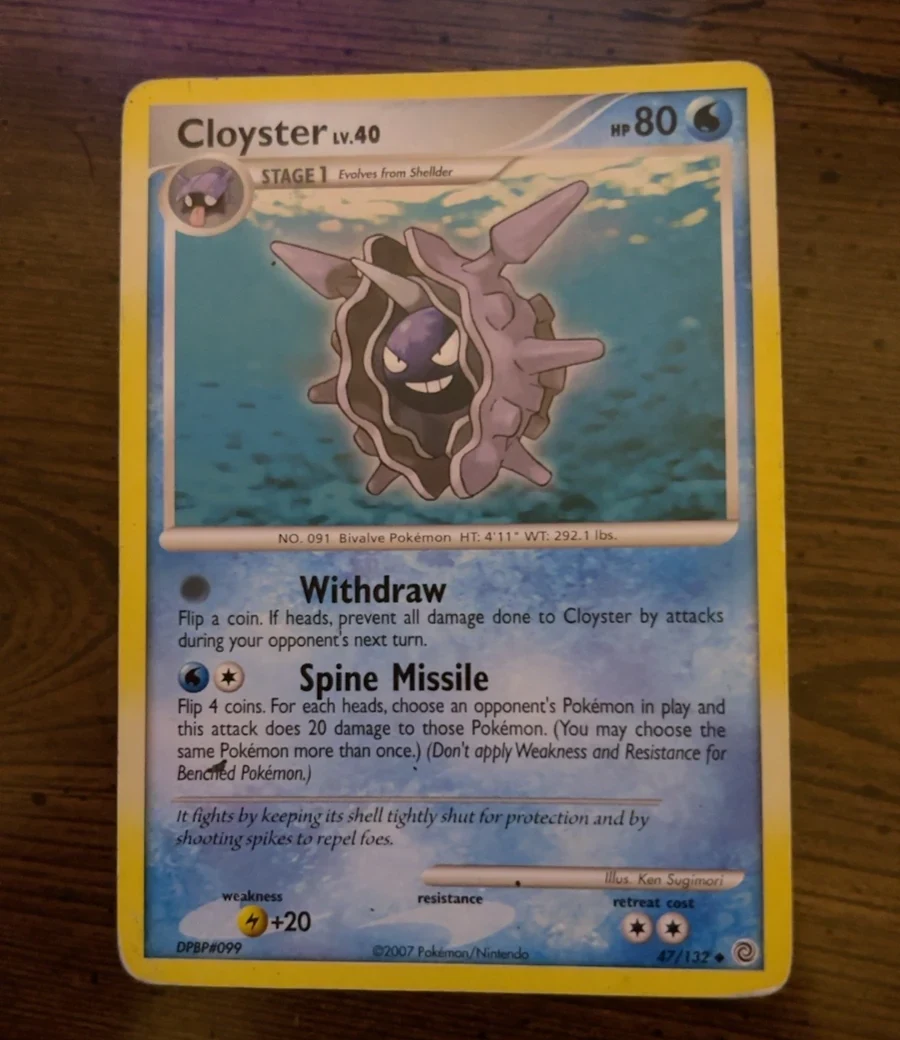 Cloyster LV.40 HP 80
STAGE 1 Evolves from Shellder
NO. 091 Bivalve Pokémon HT: 4'11" WT: 292.1 lbs.
Withdraw
Flip a coin. If heads, prevent all damage done to Cloyster by attacks
during your opponent's next turn.
Spine Missile
Flip 4 coins. For each heads, choose an opponent's Pokémon in play and
this attack does 20 damage to those Pokémon. (You may choose the
same Pokémon more than once.) (Don't apply Weakness and Resistance for
Benched Pokémon.)
It fights by keeping its shell tightly shut for protection and by
shooting spikes to repel foes.
Illus. Ken Sugimori
weakness resistance retreat cost
+20
DPBP#099 ©2007 Pokémon/Nintendo 47/132